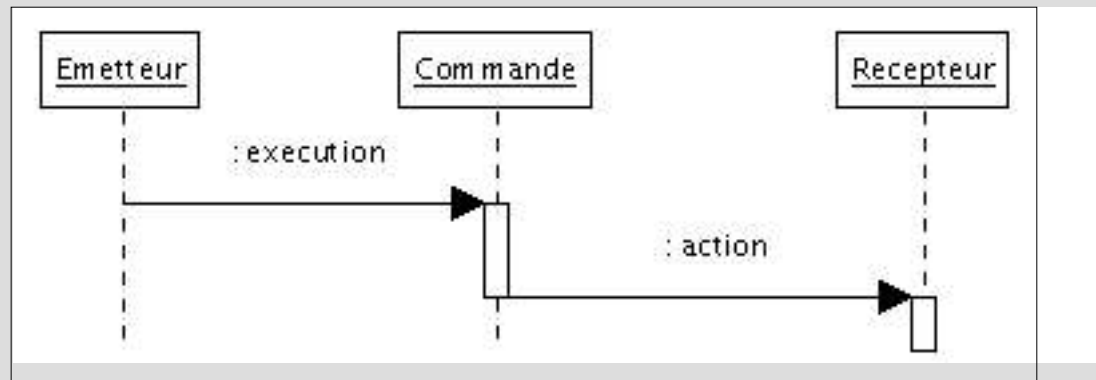 Emetteur
Commande
Recepteur
: execution
: action